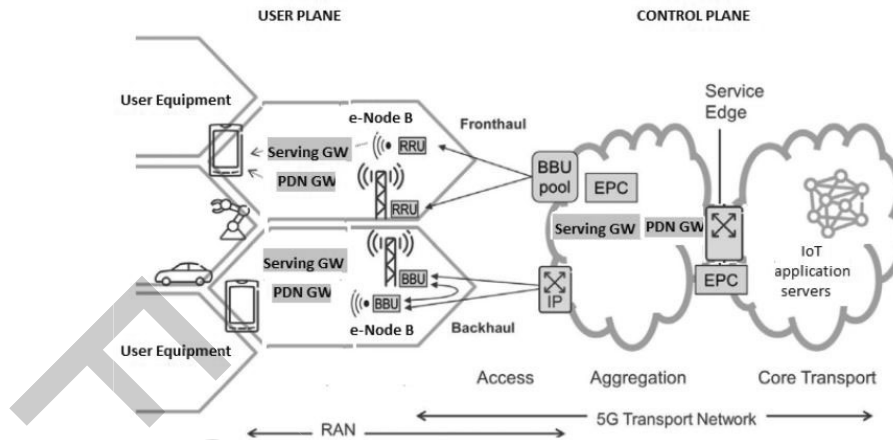 USER PLANE
CONTROL PLANE
User Equipment
e-Node B
Serving GW
RRU
PDN GW
RRU
Fronthaul
BBU
pool
EPC
Serving GW
PDN GW
Service
Edge
IoT
application
servers
EPC
Serving GW
PDN GW
BBU
BBU
e-Node B
Backhaul
IP
User Equipment
Access
Aggregation
Core Transport
RAN
5G Transport Network